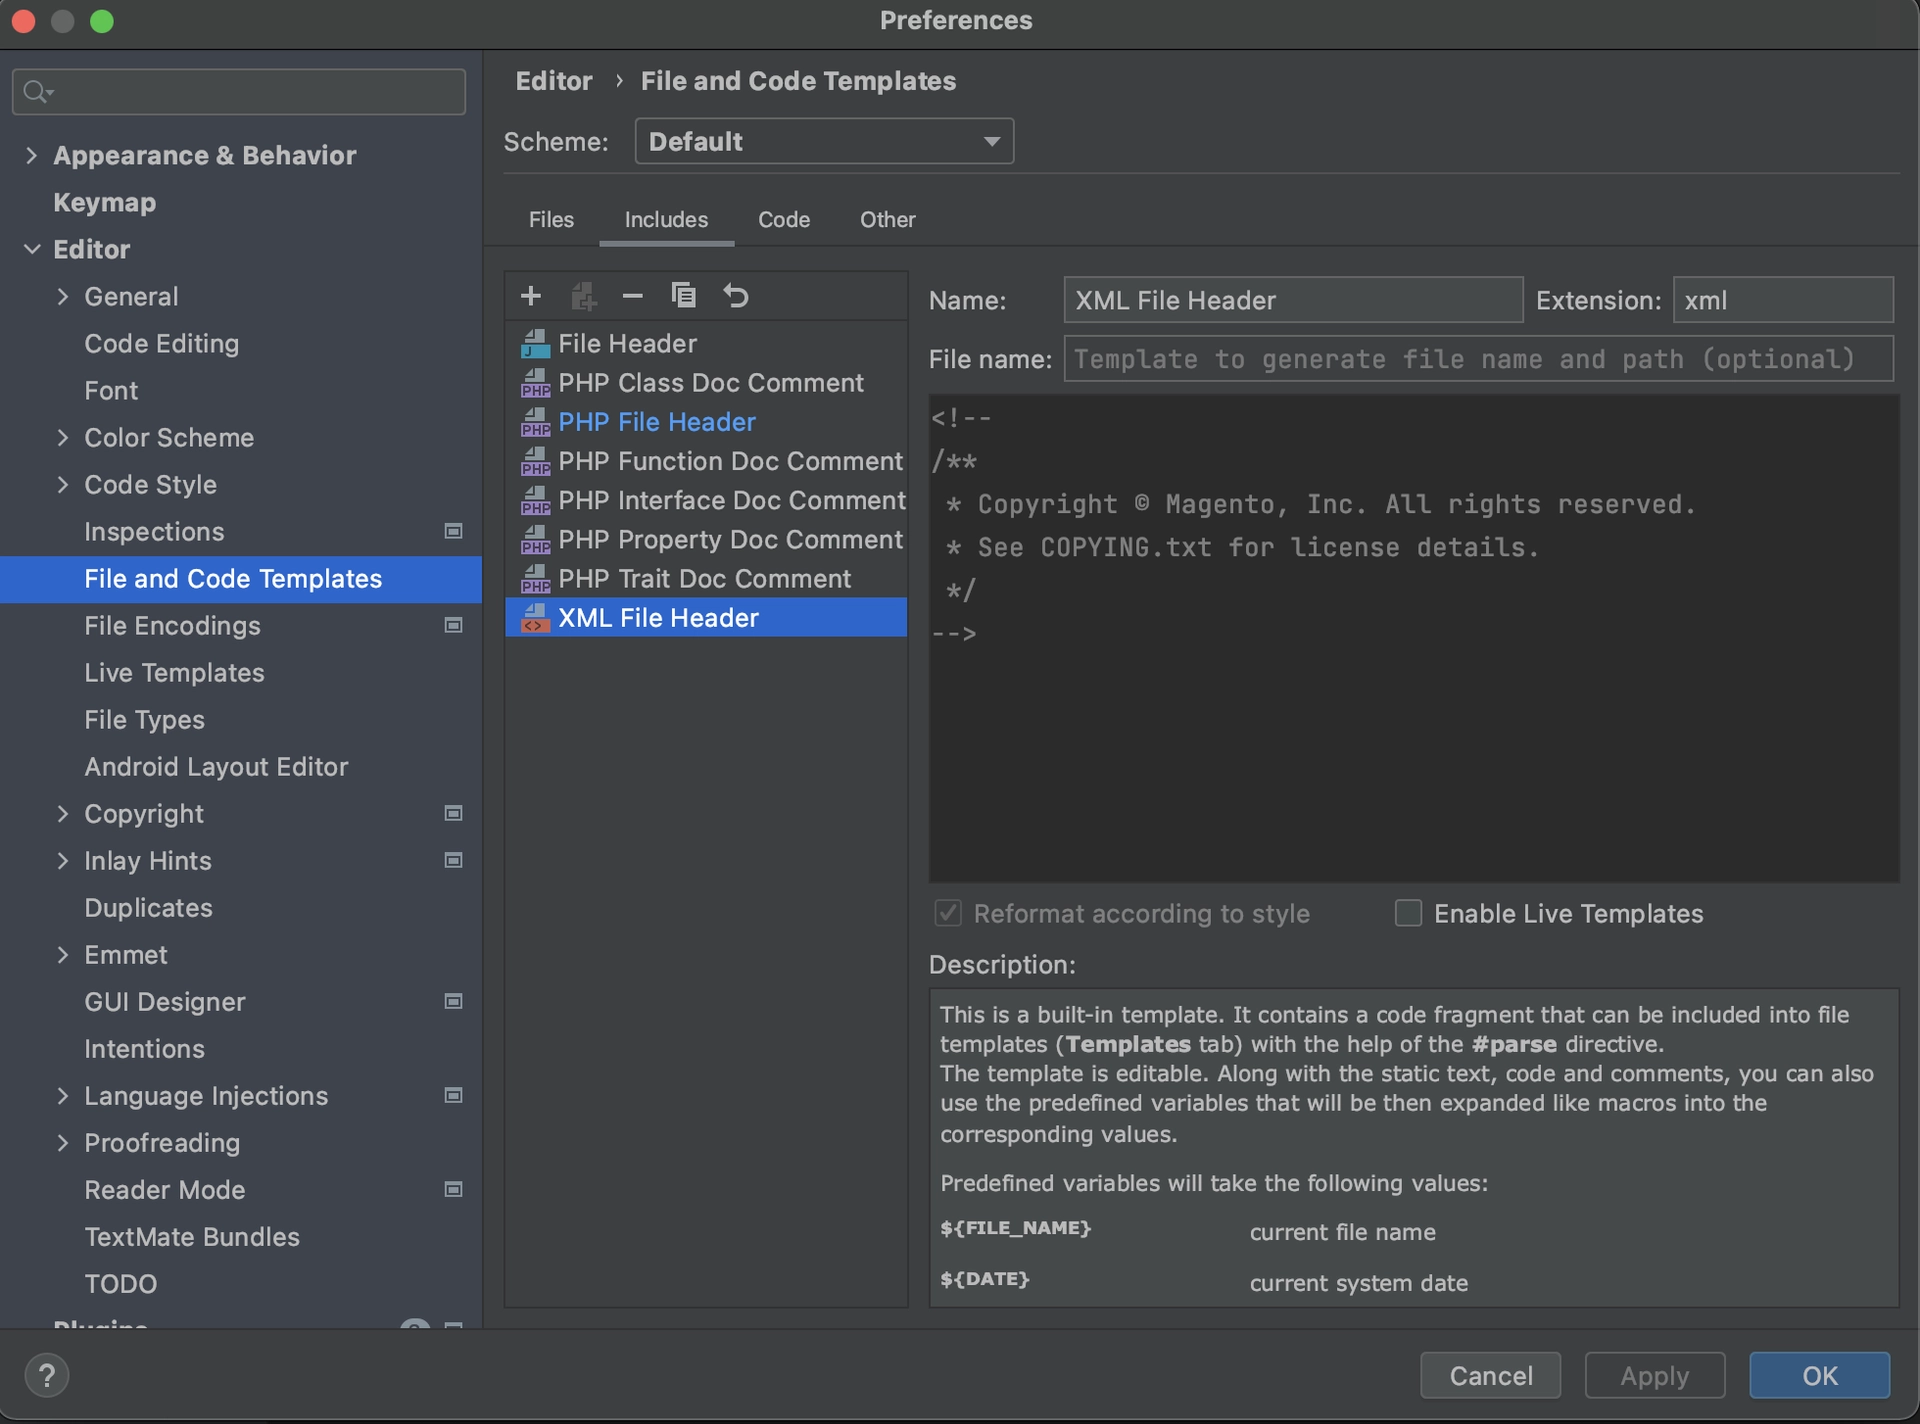 Preferences
Appearance & Behavior
Keymap
Editor
General
Code Editing
Font
Color Scheme
Code Style
Inspections
File and Code Templates
File Encodings
Live Templates
File Types
Android Layout Editor
Copyright
Inlay Hints
Duplicates
Emmet
GUI Designer
Intentions
Language Injections
Proofreading
Reader Mode
TextMate Bundles
TODO
Plugins
Editor › File and Code Templates
Scheme: Default
Files Includes Code Other
File Header
PHP Class Doc Comment
PHP File Header
PHP Function Doc Comment
PHP Interface Doc Comment
PHP Property Doc Comment
PHP Trait Doc Comment
XML File Header
Name: XML File Header Extension: xml
File name: Template to generate file name and path (optional)
<!--
/**
* Copyright © Magento, Inc. All rights reserved.
* See COPYING.txt for license details.
*/
-->
Reformat according to style Enable Live Templates
Description:
This is a built-in template. It contains a code fragment that can be included into file
templates (Templates tab) with the help of the #parse directive.
The template is editable. Along with the static text, code and comments, you can also
use the predefined variables that will be then expanded like macros into the
corresponding values.
Predefined variables will take the following values:
${FILE_NAME} current file name
${DATE} current system date
? Cancel Apply OK